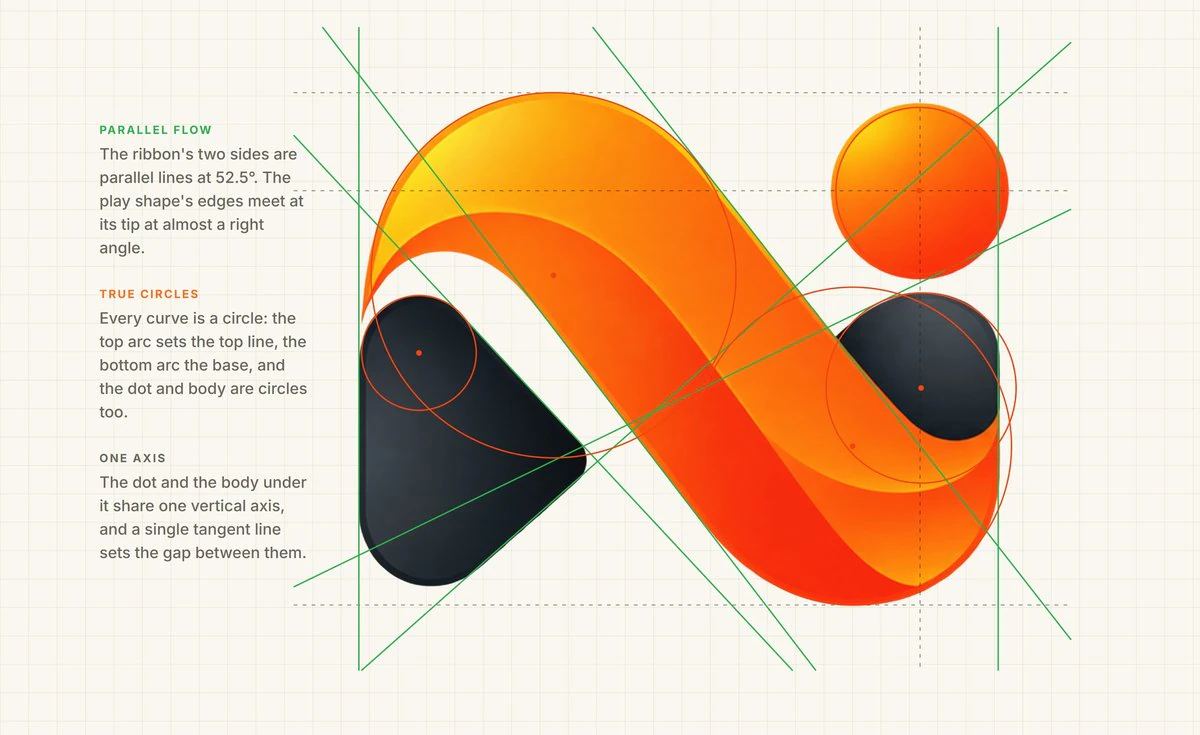 PARALLEL FLOW
The ribbon's two sides are
parallel lines at 52.5°. The
play shape's edges meet at
its tip at almost a right
angle.
TRUE CIRCLES
Every curve is a circle: the
top arc sets the top line, the
bottom arc the base, and
the dot and body are circles
too.
ONE AXIS
The dot and the body under
it share one vertical axis,
and a single tangent line
sets the gap between them.